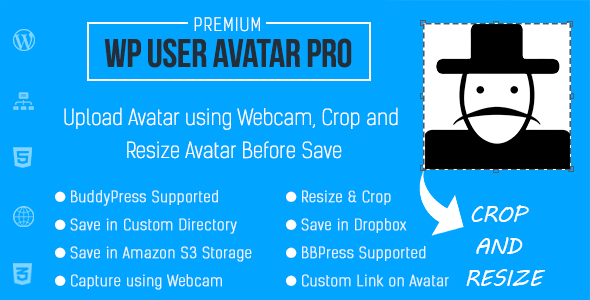 PREMIUM
WP USER AVATAR PRO
Upload Avatar using Webcam, Crop and
Resize Avatar Before Save
BuddyPress Supported
Save in Custom Directory
Save in Amazon S3 Storage
Capture using Webcam
Resize & Crop
Save in Dropbox
BBPress Supported
Custom Link on Avatar
CROP
AND
RESIZE